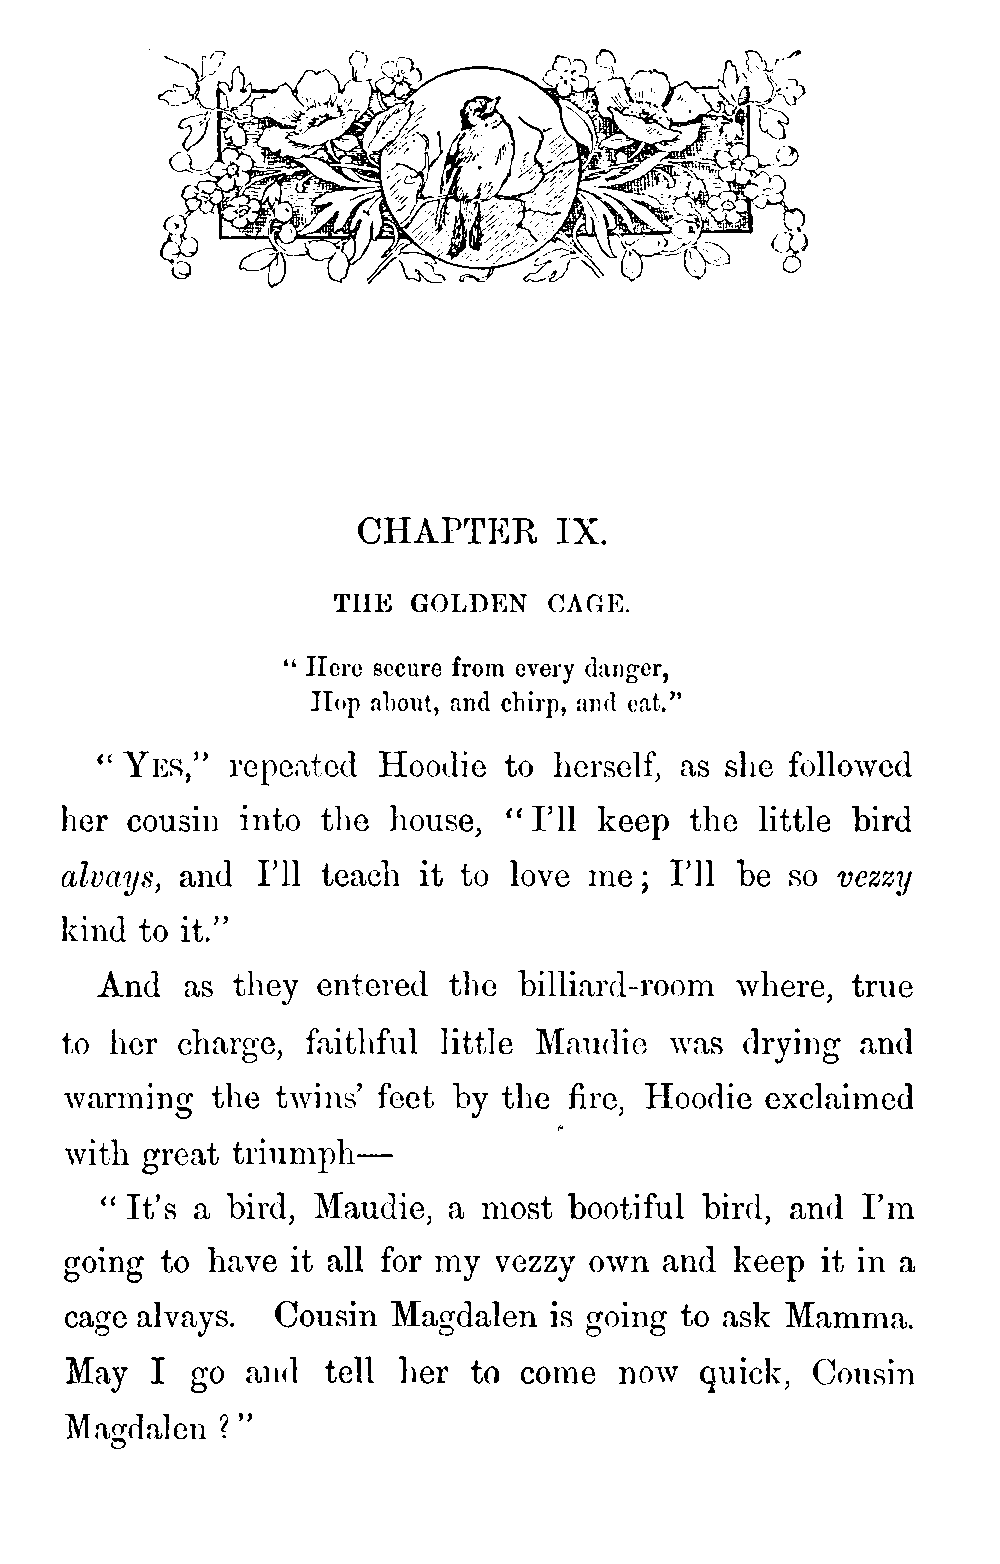 CHAPTER IX.
THE GOLDEN CAGE.
“ Here secure from every danger,
Hop about, and chirp, and eat.”
“ YES,” repeated Hoodie to herself, as she followed
her cousin into the house, “ I’ll keep the little bird
alvays, and I’ll teach it to love me ; I’ll be so vezzy
kind to it.”
And as they entered the billiard-room where, true
to her charge, faithful little Maudie was drying and
warming the twins’ feet by the fire, Hoodie exclaimed
with great triumph—
“ It’s a bird, Maudie, a most bootiful bird, and I’m
going to have it all for my vezzy own and keep it in a
cage alvays. Cousin Magdalen is going to ask Mamma.
May I go and tell her to come now quick, Cousin
Magdalen ? ”